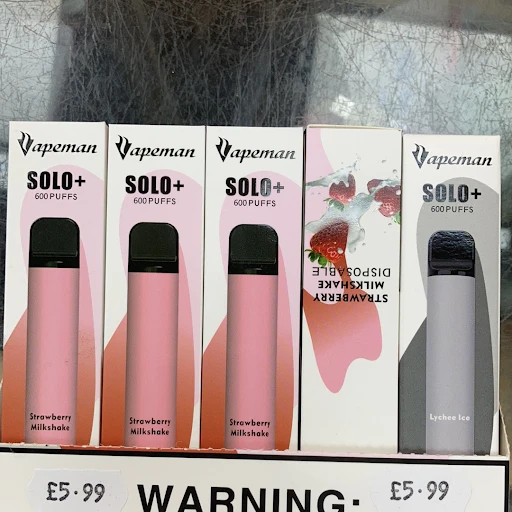 Vapeman
SOLO+
600 PUFFS
Strawberry
Milkshake
Vapeman
SOLO+
600 PUFFS
Strawberry
Milkshake
Vapeman
SOLO+
600 PUFFS
Strawberry
Milkshake
STRAWBERRY
MILKSHAKE
DISPOSABLE
Vapeman
SOLO+
600 PUFFS
Lychee Ice
£5.99
WARNING:
£5.99